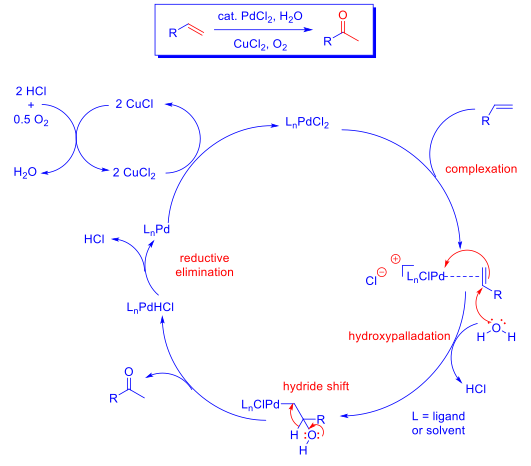 cat. PdCl2, H2O
R
O
R
CuCl2, O2
2 HCl
+
0.5 O2
2 CuCl
H2O
2 CuCl2
LnPdCl2
R
complexation
LnPd
HCl
reductive
elimination
LnPdHCl
+
LnClPd
Cl⊖
R
hydroxypalladation
H :O: H
HCl
O
R
hydride shift
LnClPd
R
H :O:
H
L = ligand
or solvent